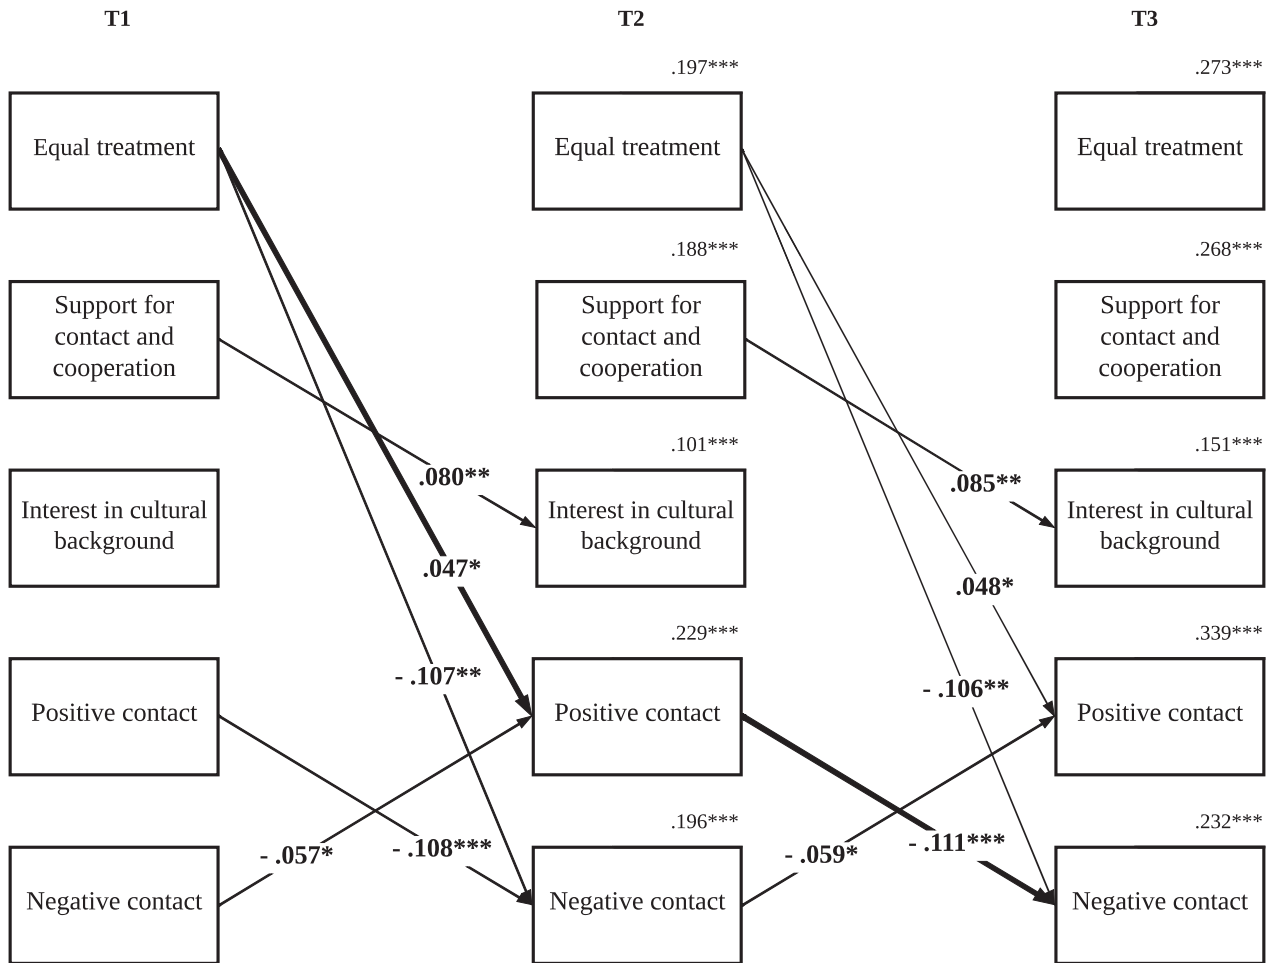 T1 T2 T3
.197*** .273***
Equal treatment Equal treatment Equal treatment
.188*** .268***
Support for Support for Support for
contact and contact and contact and
cooperation cooperation cooperation
.101*** .151***
.080** .085**
Interest in cultural Interest in cultural Interest in cultural
background background background
.047* .048*
.229*** .339***
- .107** - .106**
Positive contact Positive contact Positive contact
.196*** .232***
- .057* - .108*** - .059* - .111***
Negative contact Negative contact Negative contact